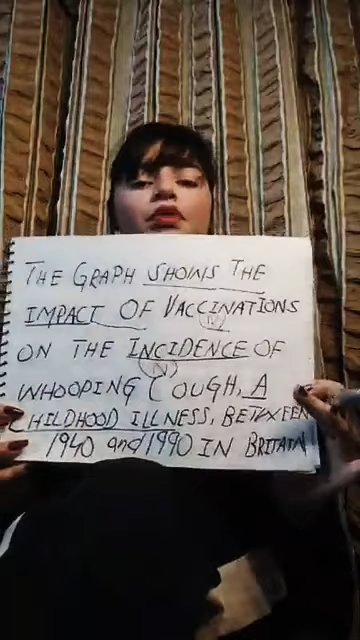 THE GRAPH SHOWS THE
IMPACT OF VACCINATIONS
(N)
ON THE INCIDENCE OF
(N)
WHOOPING COUGH, A
CHILDHOOD ILLNESS, BETWEEN
1940 and 1990 IN BRITAIN